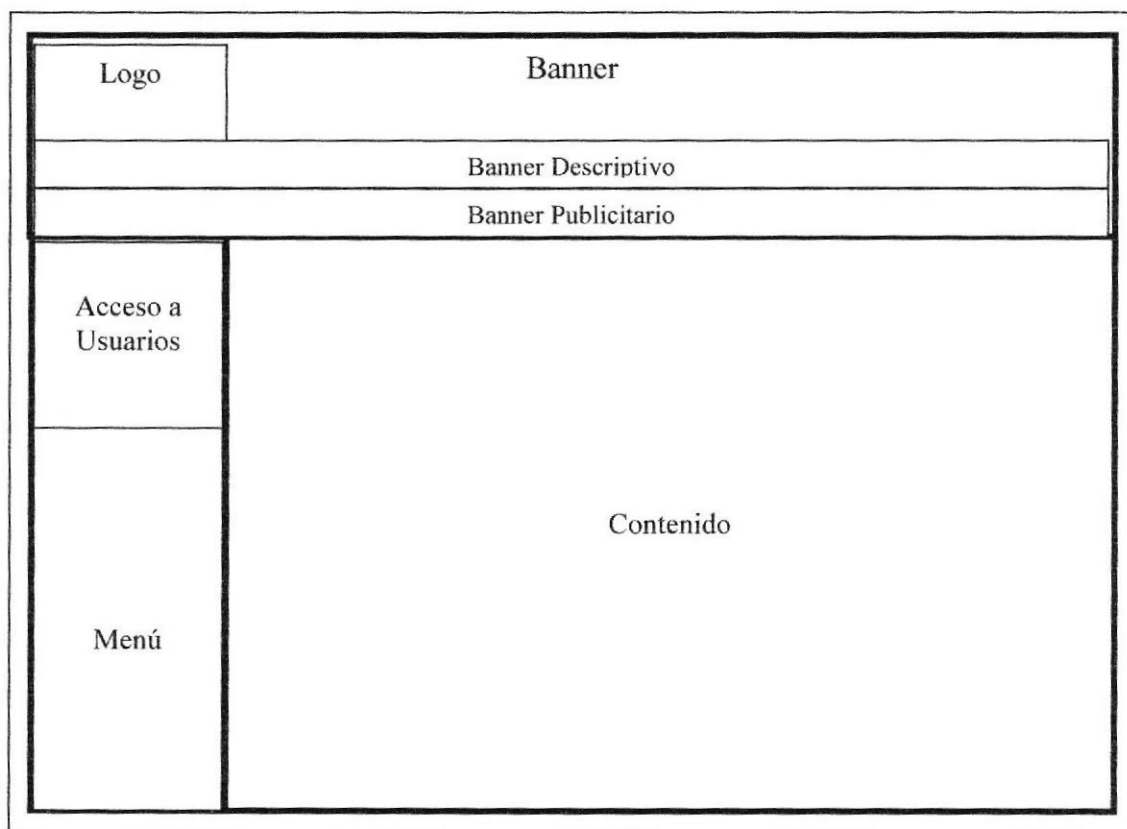 Logo
Banner
Banner Descriptivo
Banner Publicitario
Acceso a
Usuarios
Contenido
Menú